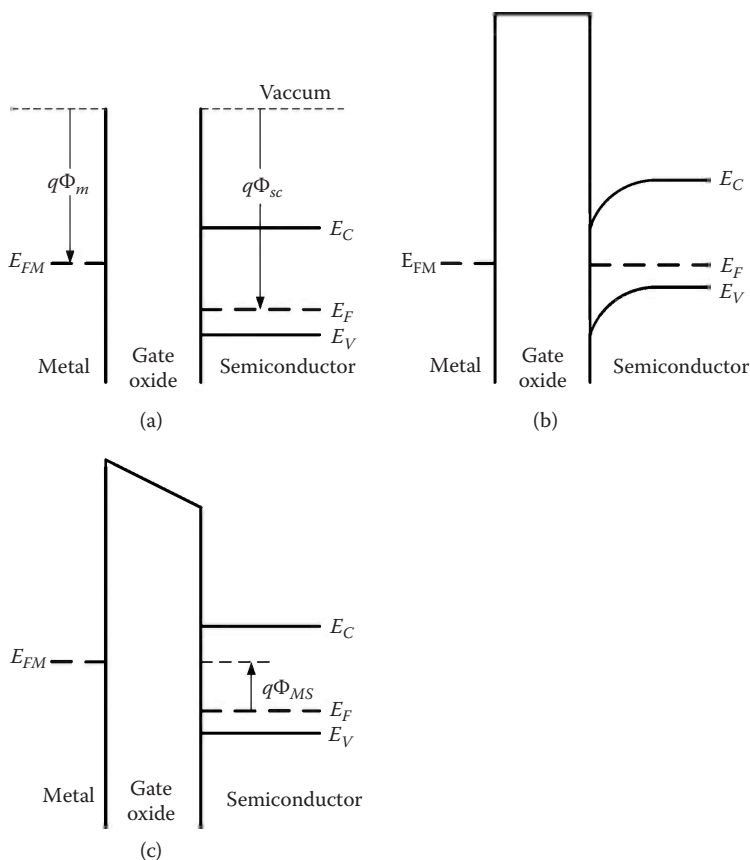 Vaccum
qΦm
qΦsc
EC
EFM
EF
EV
Metal
Gate
oxide
Semiconductor
(a)
EC
EFM
EF
EV
Metal
Gate
oxide
Semiconductor
(b)
EC
EFM
qΦMS
EF
EV
Metal
Gate
oxide
Semiconductor
(c)